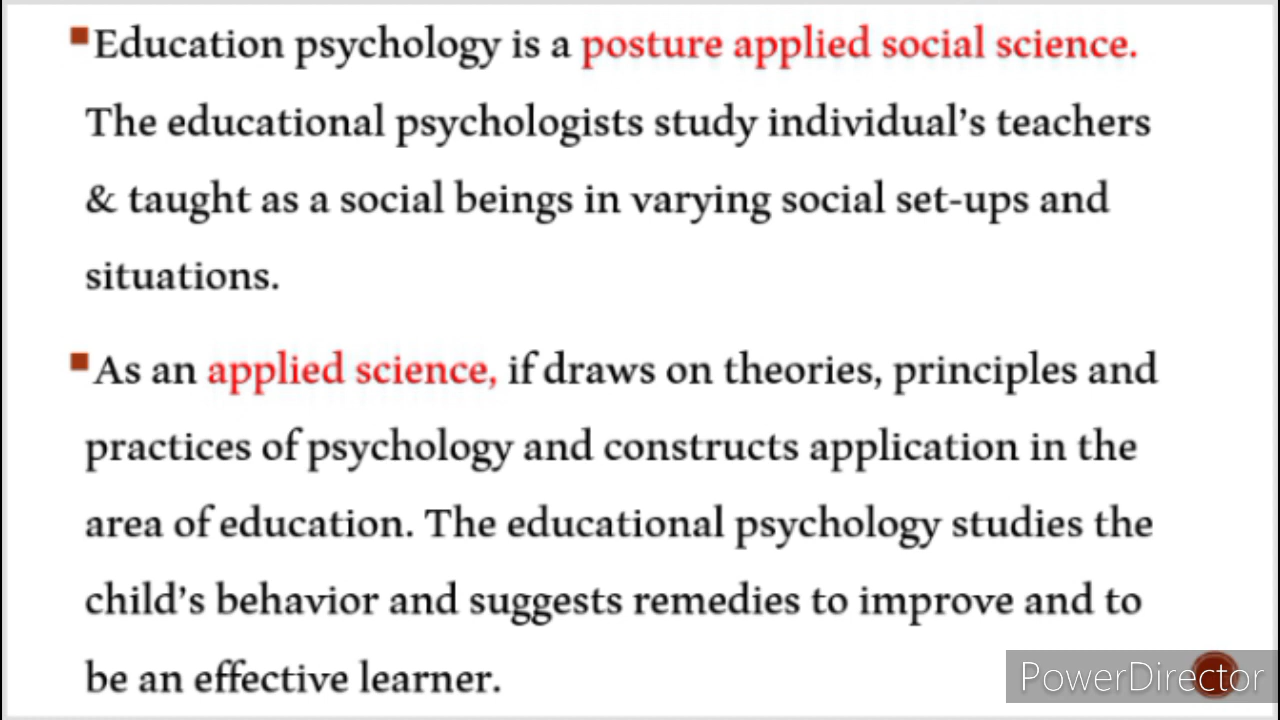 Education psychology is a posture applied social science.
The educational psychologists study individual's teachers
& taught as a social beings in varying social set-ups and
situations.
As an applied science, if draws on theories, principles and
practices of psychology and constructs application in the
area of education. The educational psychology studies the
child's behavior and suggests remedies to improve and to
be an effective learner.
PowerDirector